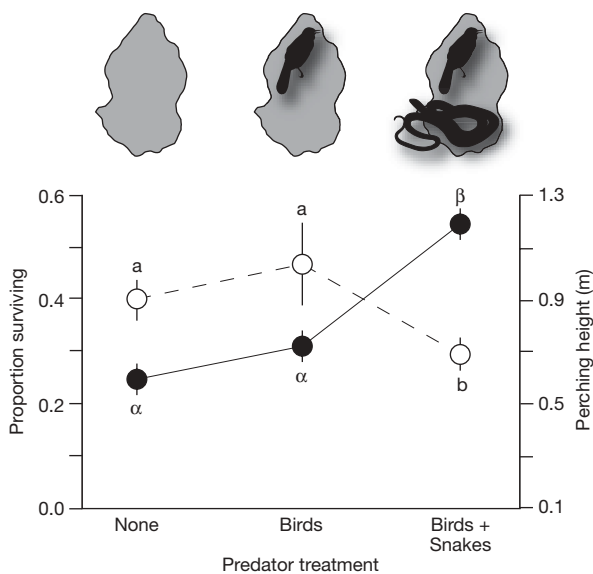 0.6
0.4
0.2
0.0
Proportion surviving
1.3
0.9
0.5
0.1
Perching height (m)
a
a
b
α
α
β
None
Birds
Birds +
Snakes
Predator treatment